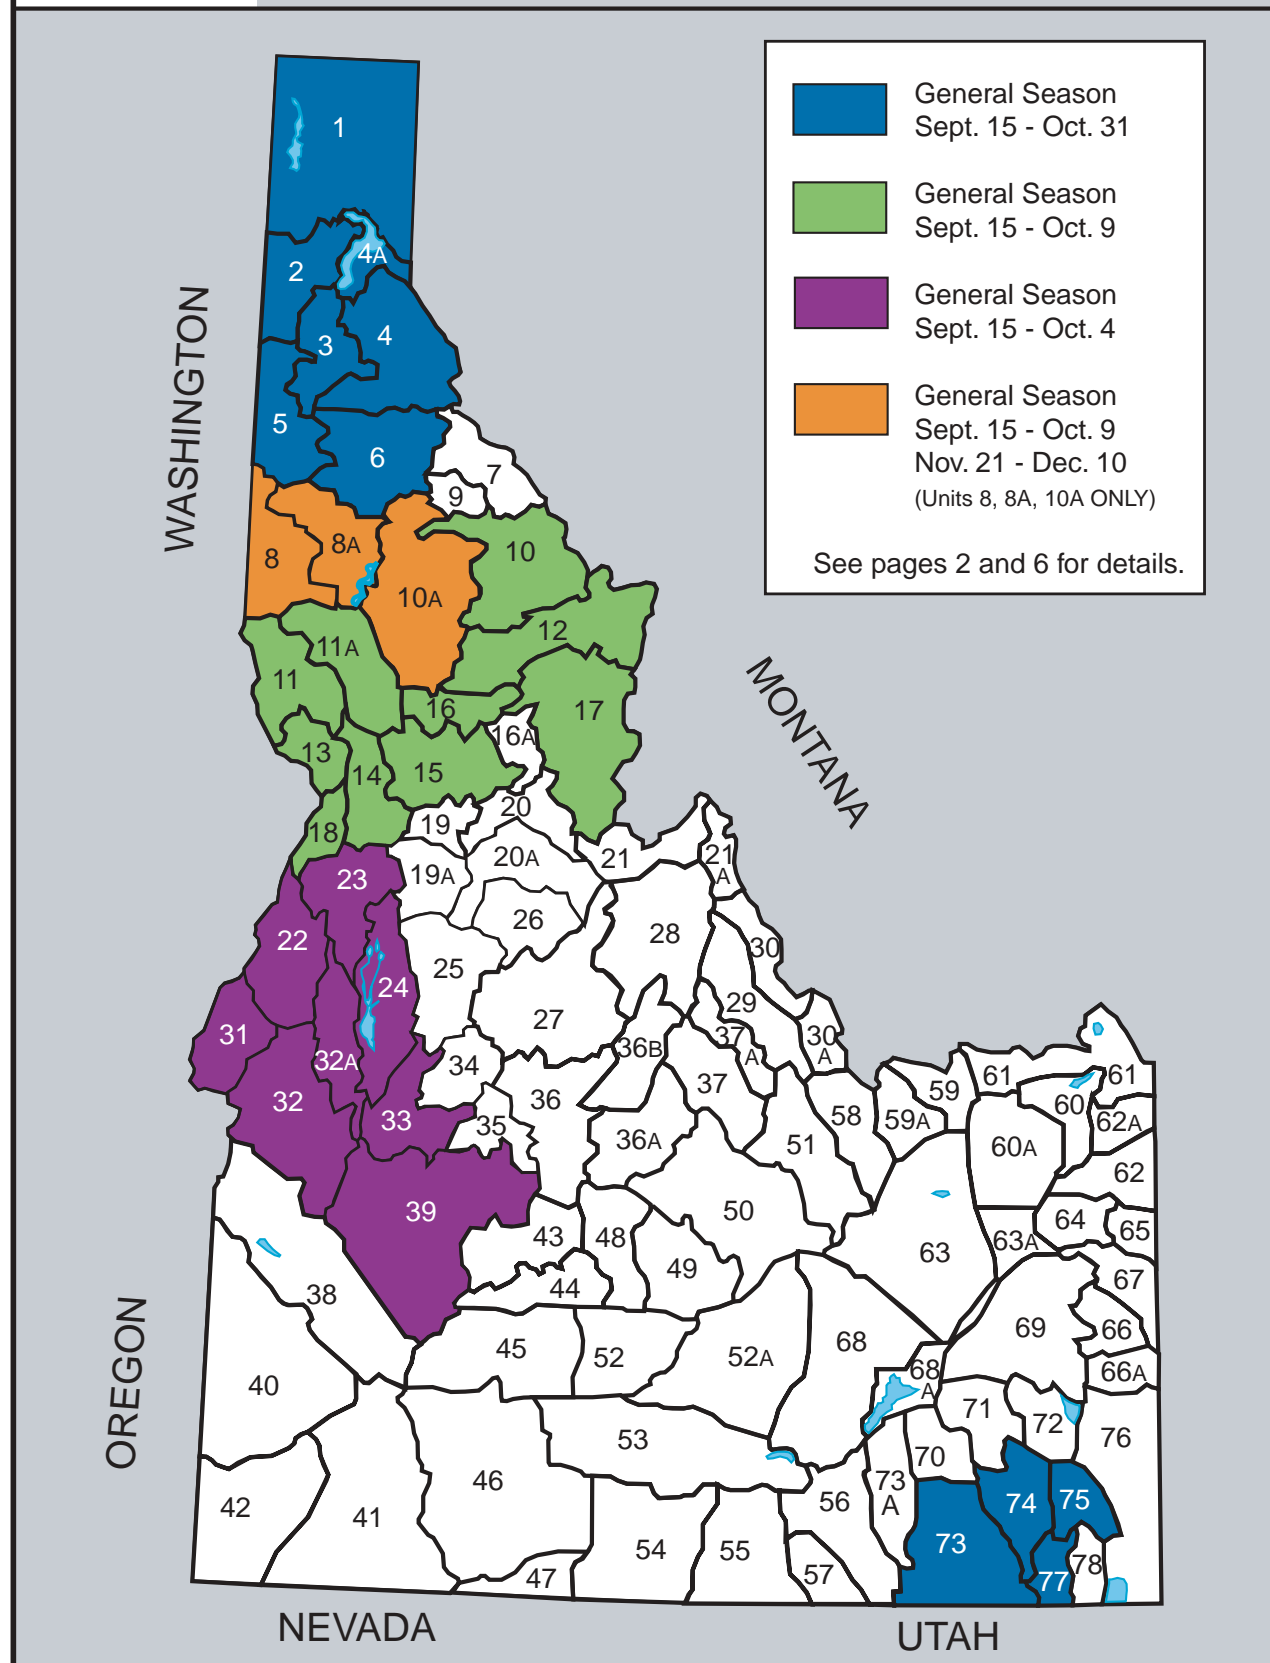 General Season
Sept. 15 - Oct. 31
General Season
Sept. 15 - Oct. 9
General Season
Sept. 15 - Oct. 4
General Season
Sept. 15 - Oct. 9
Nov. 21 - Dec. 10
(Units 8, 8A, 10A ONLY)
See pages 2 and 6 for details.
WASHINGTON
MONTANA
OREGON
NEVADA
UTAH
1
2
4A
3
4
5
6
7
9
8
8A
10A
10
12
11A
11
16
17
13
14
15
16A
18
19
20
19A
20A
21
21A
23
22
24
26
25
28
30
27
29
31
32A
32
33
34
35
36
36B
37A
37
30A
36A
51
58
59A
59
61
61
60
62A
60A
62
39
43
48
44
49
50
63
63A
64
65
67
38
40
45
52
52A
68
68A
69
66
66A
71
72
76
70
42
41
46
53
54
55
56
57
47
73A
73
74
75
77
78